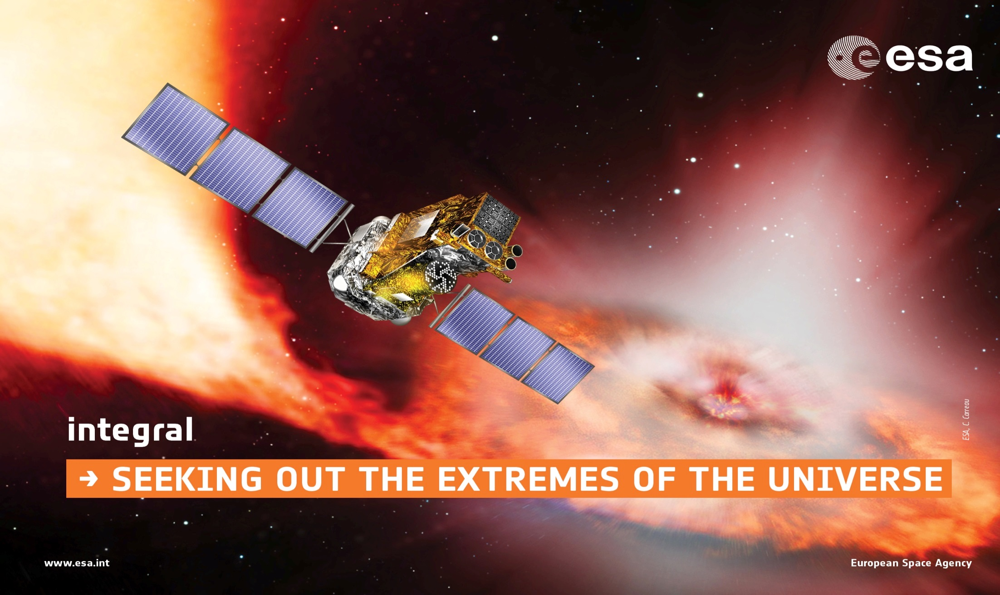 esa
ESA, C. Carreau
integral
→ SEEKING OUT THE EXTREMES OF THE UNIVERSE
www.esa.int
European Space Agency